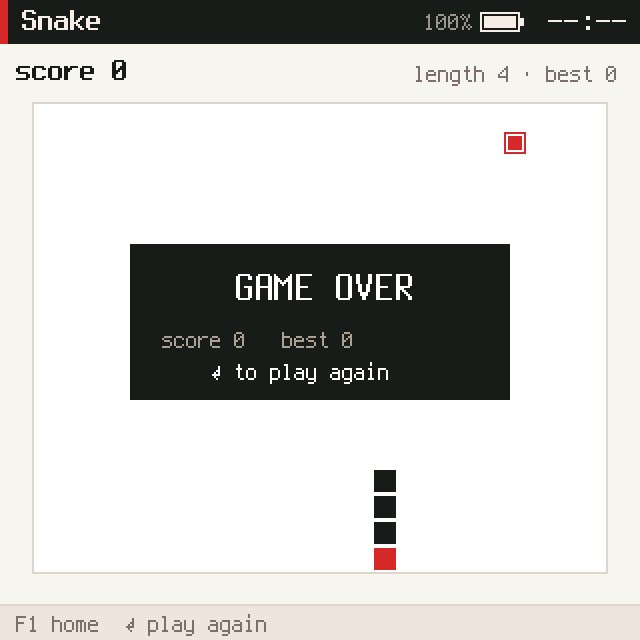 Snake 100% --:--
score 0 length 4 · best 0
GAME OVER
score 0 best 0
↲ to play again
F1 home ↲ play again